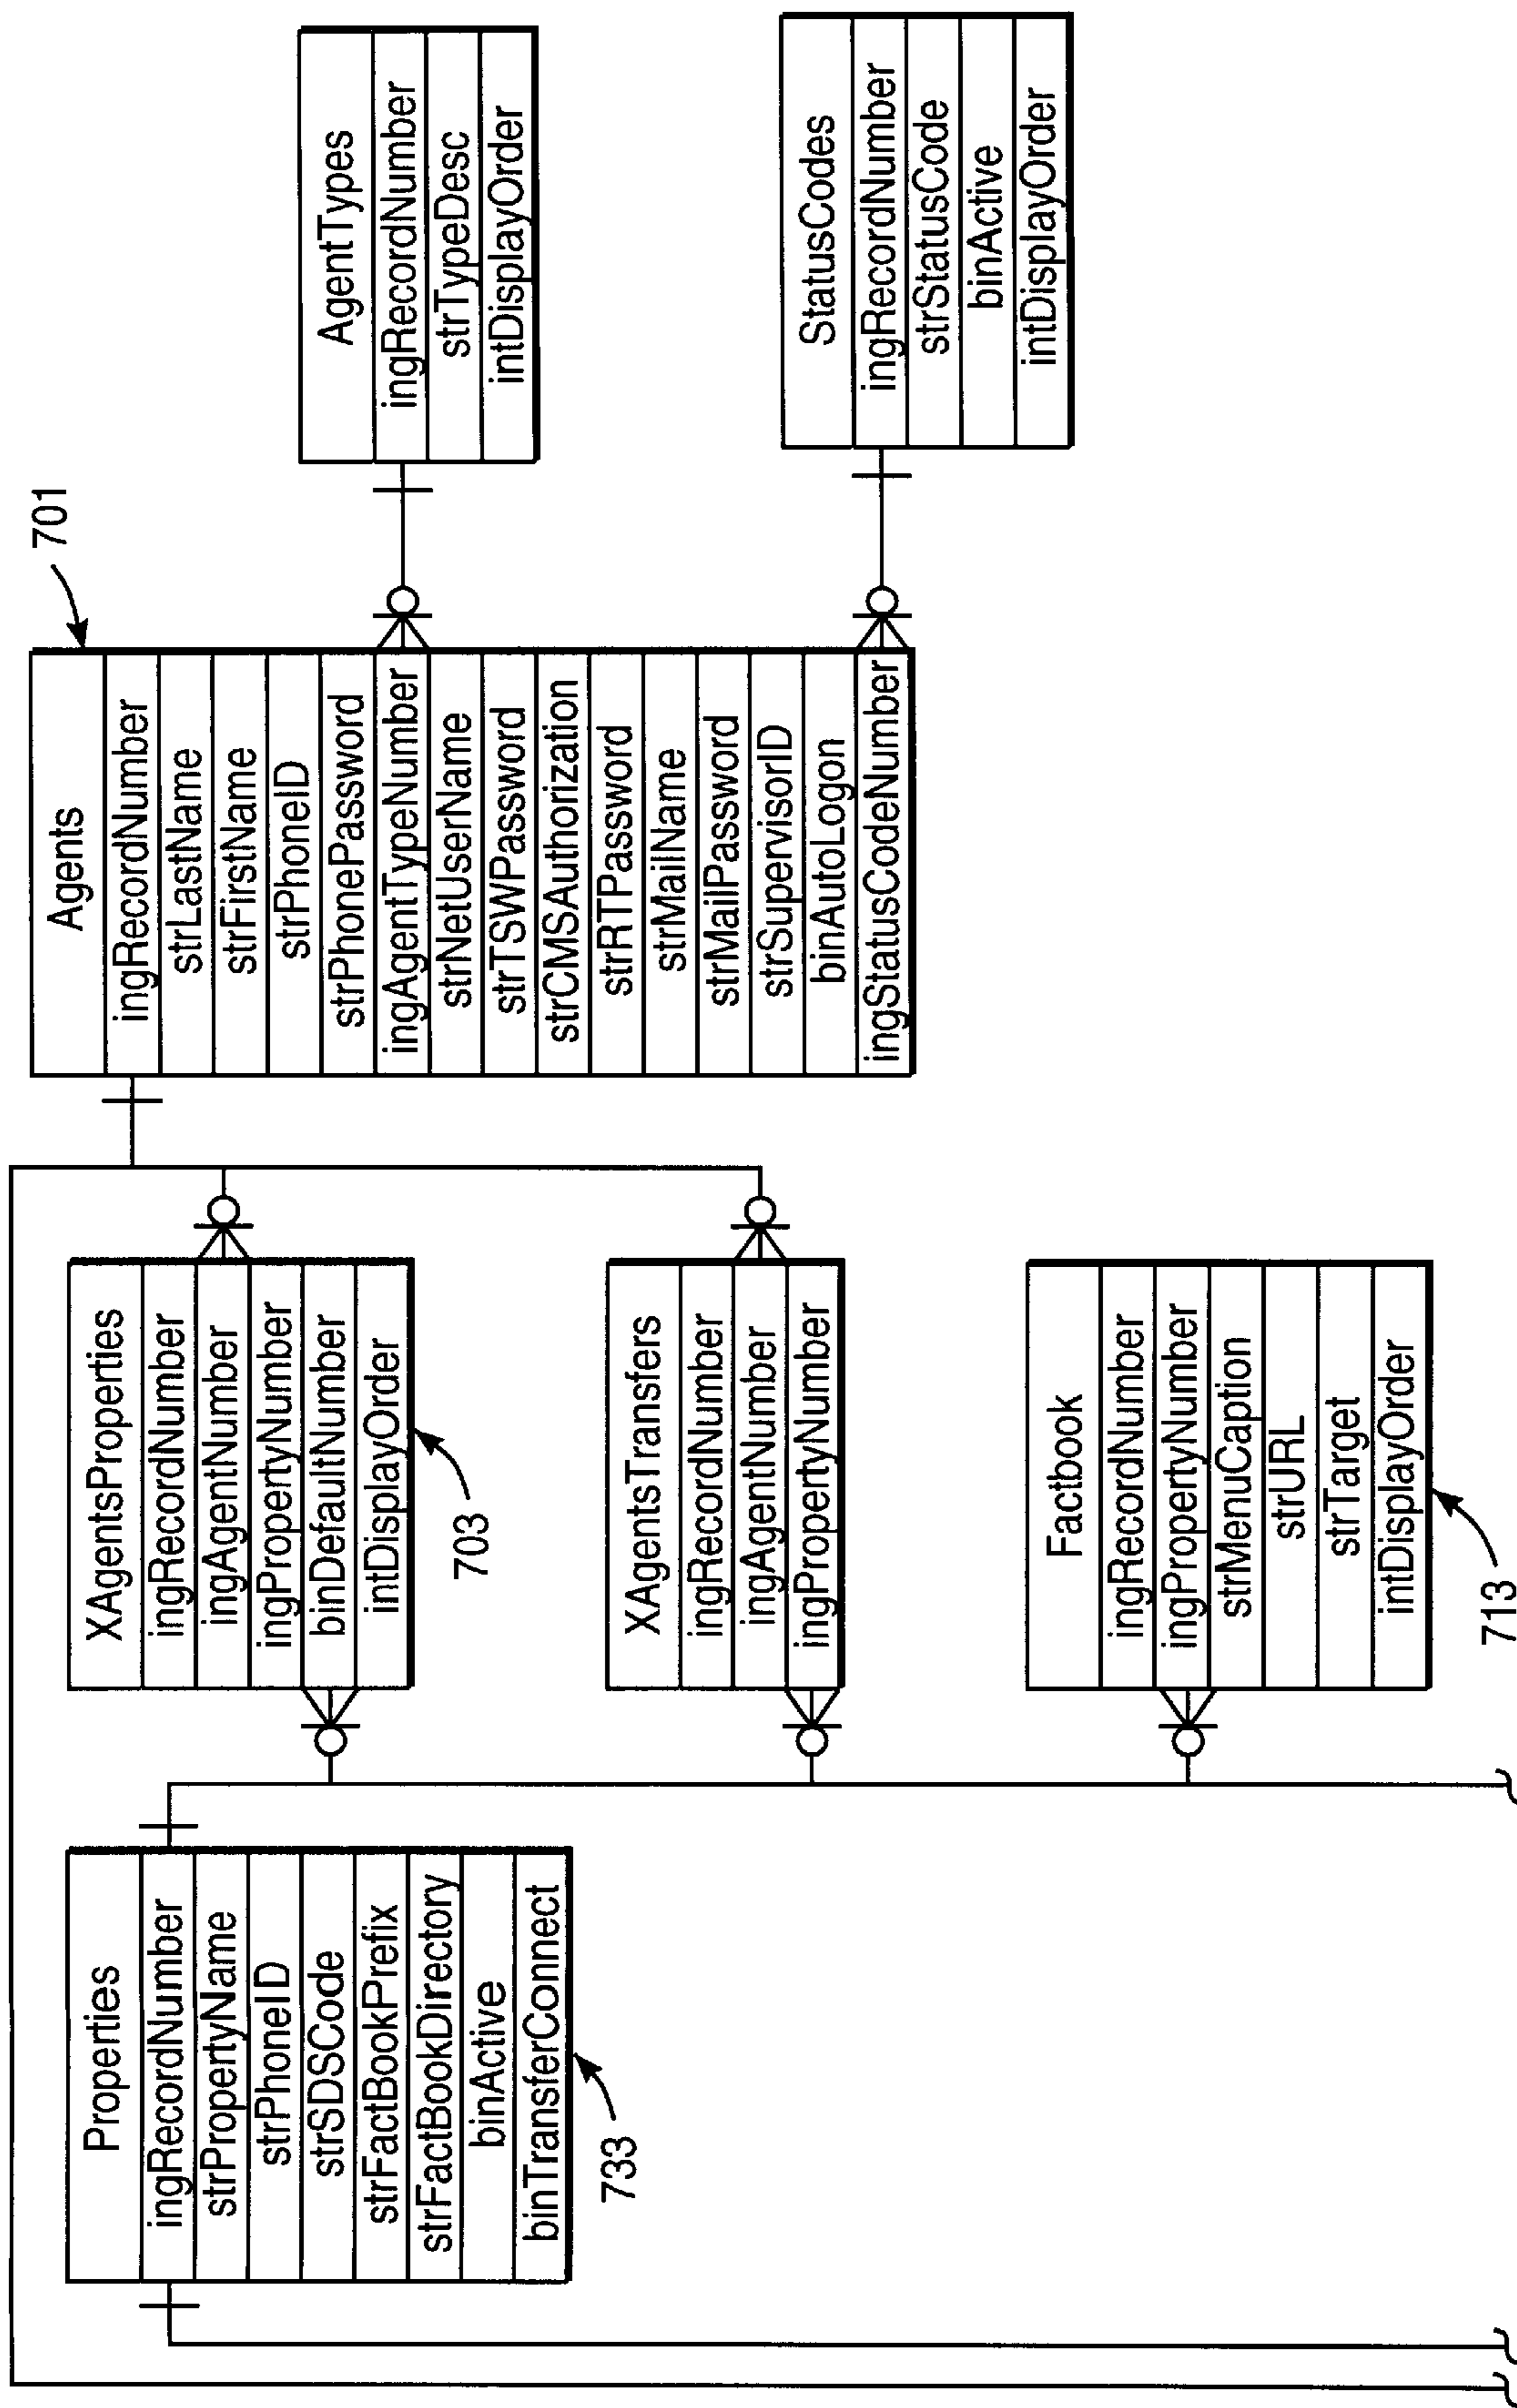 Properties
ingRecordNumber
strPropertyName
strPhoneID
strSDSCode
strFactBookPrefix
strFactBookDirectory
binActive
binTransferConnect
733
XAgentsProperties
ingRecordNumber
ingAgentNumber
ingPropertyNumber
binDefaultNumber
intDisplayOrder
703
XAgentsTransfers
ingRecordNumber
ingAgentNumber
ingPropertyNumber
Factbook
ingRecordNumber
ingPropertyNumber
strMenuCaption
strURL
strTarget
intDisplayOrder
713
701
Agents
ingRecordNumber
strLastName
strFirstName
strPhoneID
strPhonePassword
ingAgentTypeNumber
strNetUserName
strTSWPassword
strCMSAuthorization
strRTPassword
strMailName
strMailPassword
strSupervisorID
binAutoLogon
ingStatusCodeNumber
AgentTypes
ingRecordNumber
strTypeDesc
intDisplayOrder
StatusCodes
ingRecordNumber
strStatusCode
binActive
intDisplayOrder